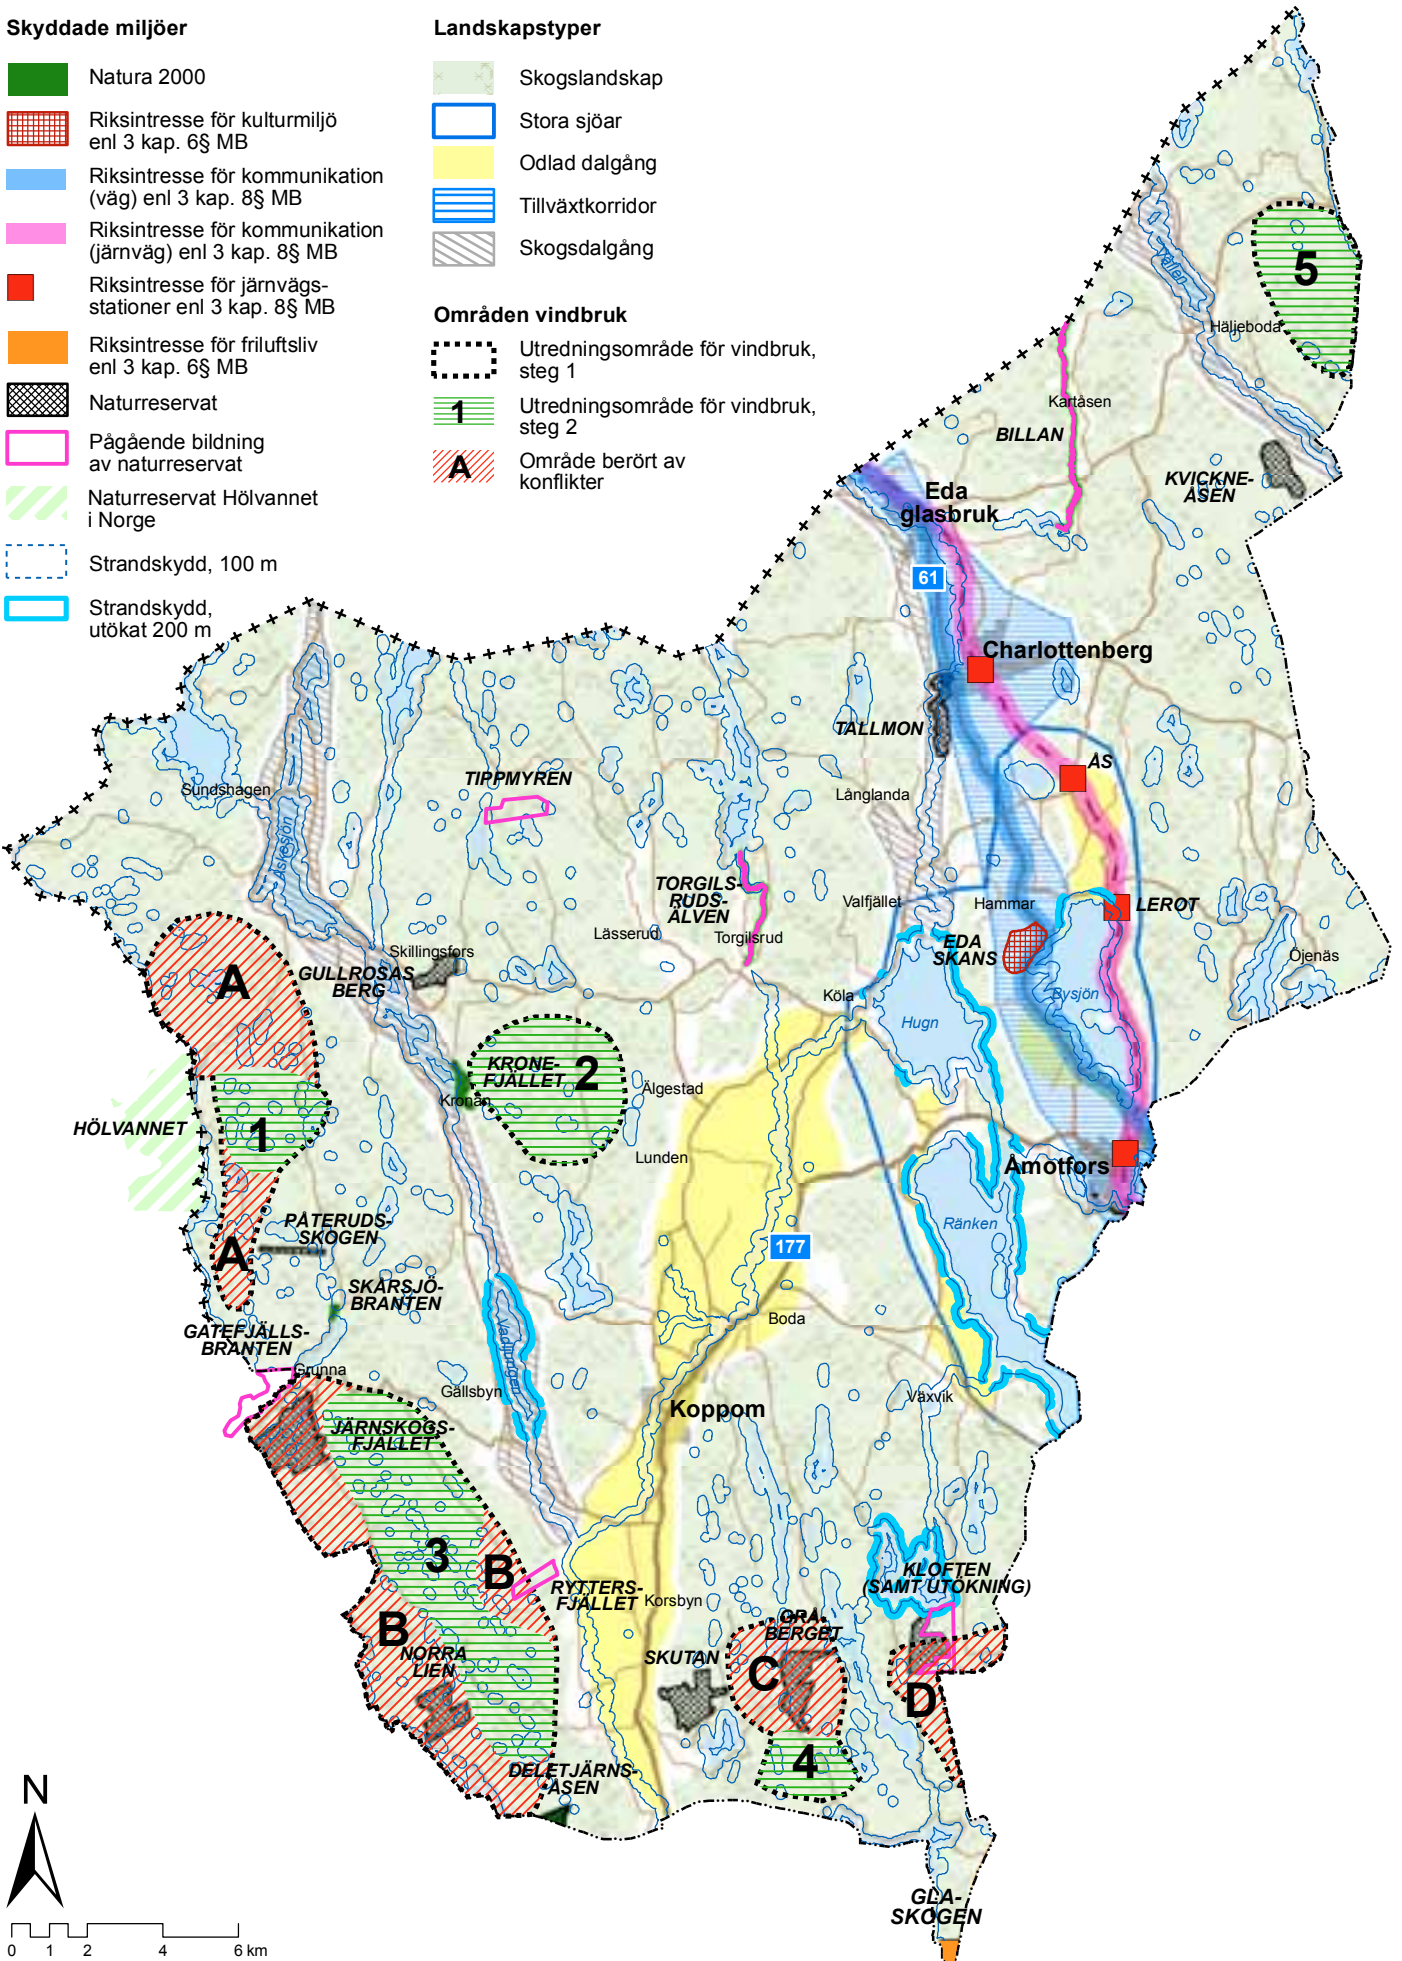 Skyddade miljöer
Natura 2000
Riksintresse för kulturmiljö
enl 3 kap. 6§ MB
Riksintresse för kommunikation
(väg) enl 3 kap. 8§ MB
Riksintresse för kommunikation
(järnväg) enl 3 kap. 8§ MB
Riksintresse för järnvägs-
stationer enl 3 kap. 8§ MB
Riksintresse för friluftsliv
enl 3 kap. 6§ MB
Naturreservat
Pågående bildning
av naturreservat
Naturreservat Hölvannet
i Norge
Strandskydd, 100 m
Strandskydd,
utökat 200 m
Landskapstyper
Skogslandskap
Stora sjöar
Odlad dalgång
Tillväxtkorridor
Skogsdalgång
Områden vindbruk
Utredningsområde för vindbruk,
steg 1
1
Utredningsområde för vindbruk,
steg 2
A
Område berört av
konflikter
5
Häljeboda
Kartåsen
BILLAN
KVICKNE-
ÅSEN
Eda
glasbruk
61
Charlottenberg
TALLMON
ÅS
Långlanda
TIPPMYREN
Sundshagen
Askesjön
TORGILS-
RUDS-
ÄLVEN
Valfjället
Hammar
LEROT
Lässerud
Torgilsrud
EDA
SKANS
Öjenäs
Skillingsfors
GULLROSAS
BERG
A
Köla
Hugn
Bysjön
KRONE-
FJÄLLET
2
Kronan
Älgestad
HÖLVANNET
1
Lunden
Åmotfors
PÅTERUDS-
SKOGEN
A
Ränken
177
SKARSJÖ-
BRANTEN
GATEFJÄLLS-
BRANTEN
Boda
Vadjungen
Grunna
Gällsbyn
Växvik
Koppom
JÄRNSKOGS-
FJÄLLET
3
B
RYTTERS-
FJÄLLET
Korsbyn
KLOFTEN
(SAMT UTÖKNING)
B
GRÅ-
BERGET
NORRA
LIEN
SKUTAN
C
D
4
DELETJÄRNS-
ÅSEN
N
GLA-
SKOGEN
0 1 2 4 6 km